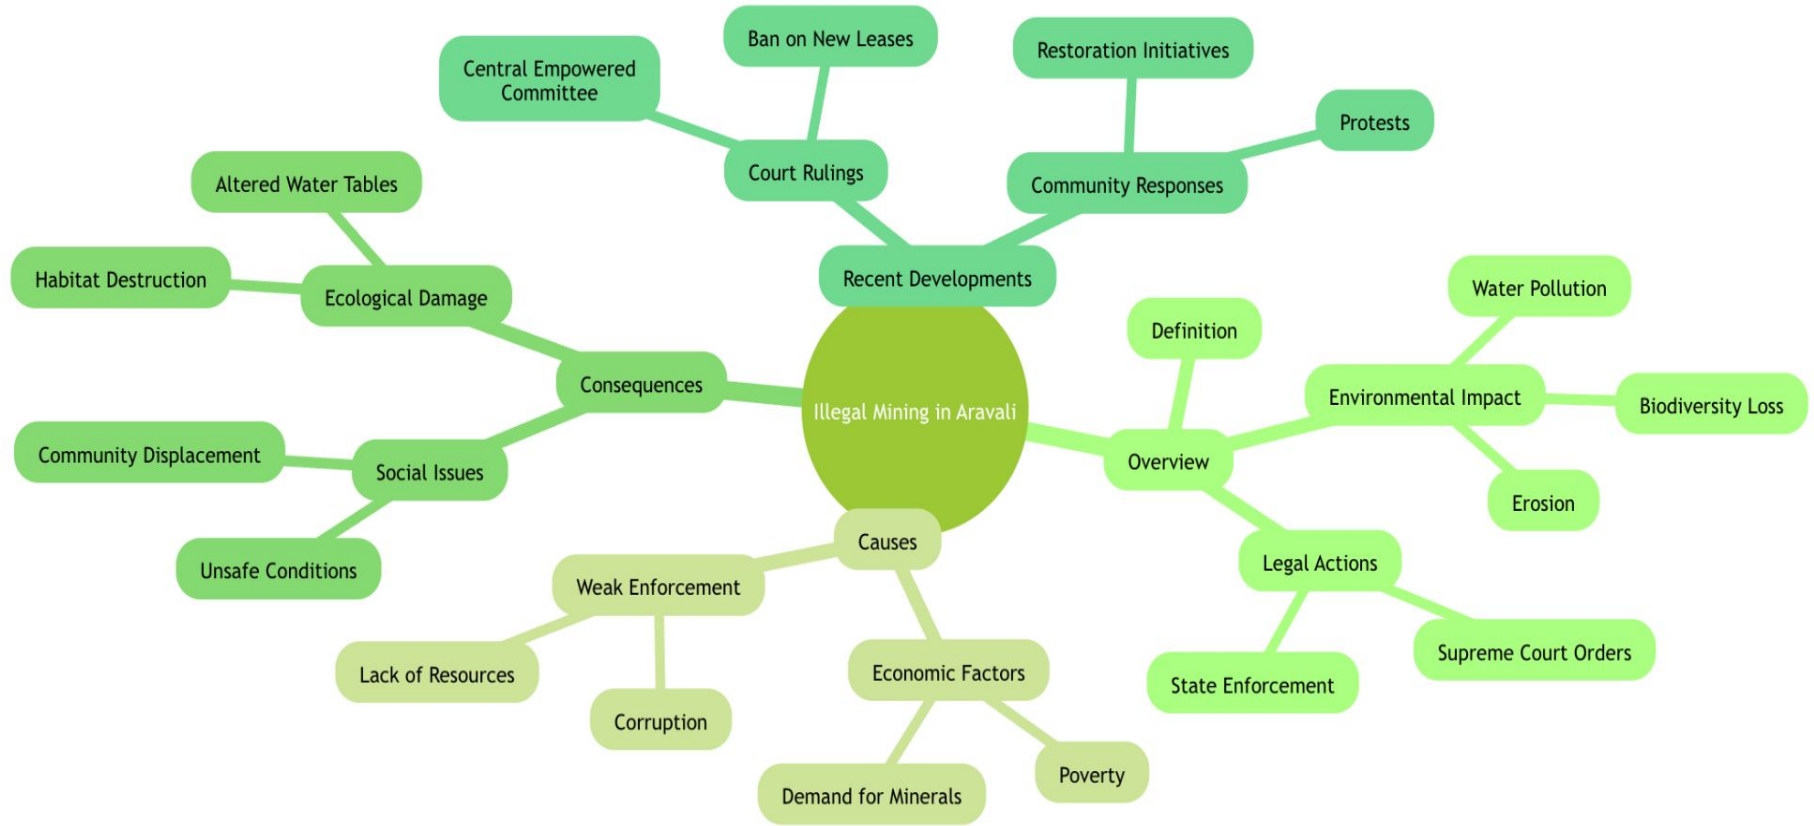 Ban on New Leases
Restoration Initiatives
Central Empowered
Committee
Protests
Court Rulings
Community Responses
Altered Water Tables
Recent Developments
Habitat Destruction
Ecological Damage
Water Pollution
Definition
Consequences
Environmental Impact
Biodiversity Loss
Illegal Mining in Aravali
Community Displacement
Social Issues
Overview
Erosion
Unsafe Conditions
Causes
Legal Actions
Weak Enforcement
Supreme Court Orders
Lack of Resources
Economic Factors
State Enforcement
Corruption
Poverty
Demand for Minerals